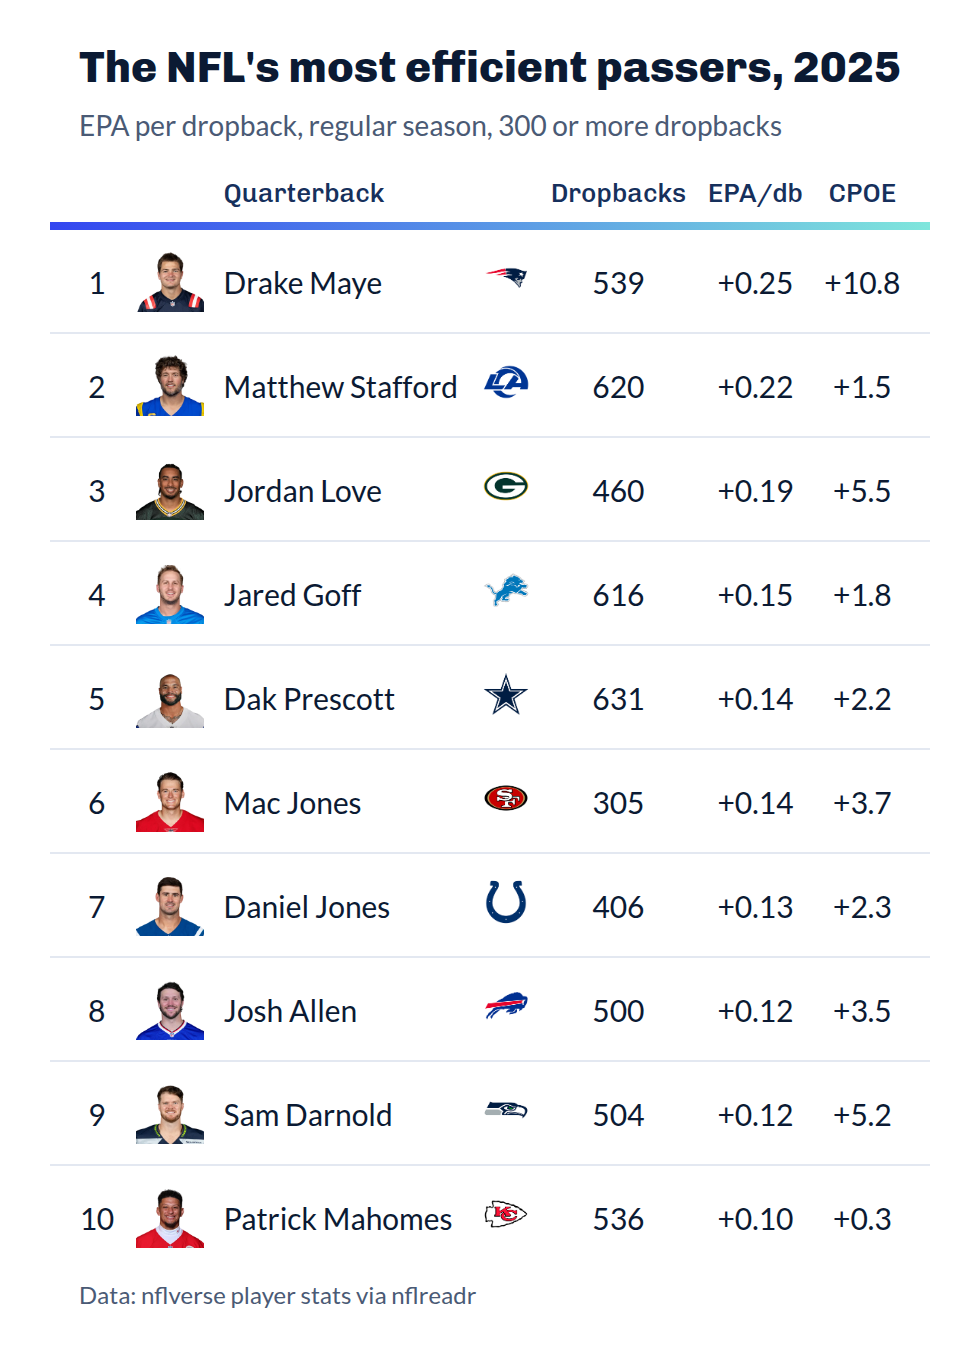 The NFL's most efficient passers, 2025
EPA per dropback, regular season, 300 or more dropbacks
Quarterback Dropbacks EPA/db CPOE
1 Drake Maye 539 +0.25 +10.8
2 Matthew Stafford LA 620 +0.22 +1.5
3 Jordan Love G 460 +0.19 +5.5
4 Jared Goff 616 +0.15 +1.8
5 Dak Prescott 631 +0.14 +2.2
6 Mac Jones SF 305 +0.14 +3.7
7 Daniel Jones 406 +0.13 +2.3
8 Josh Allen 500 +0.12 +3.5
9 Sam Darnold 504 +0.12 +5.2
10 Patrick Mahomes KC 536 +0.10 +0.3
Data: nflverse player stats via nflreadr